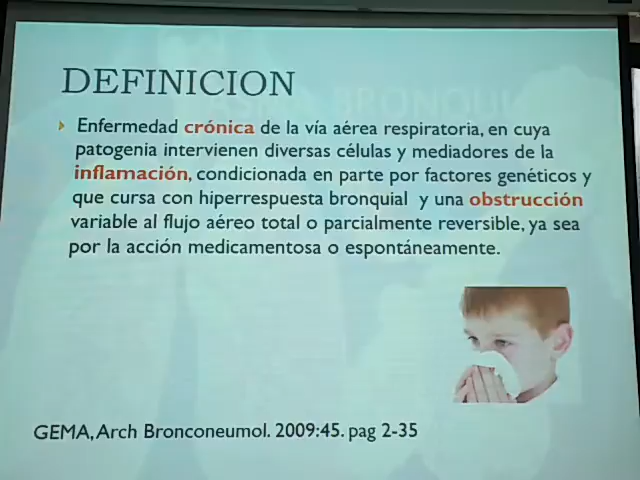 DEFINICION
Enfermedad crónica de la vía aérea respiratoria, en cuya
patogenia intervienen diversas células y mediadores de la
inflamación, condicionada en parte por factores genéticos y
que cursa con hiperrespuesta bronquial y una obstrucción
variable al flujo aéreo total o parcialmente reversible, ya sea
por la acción medicamentosa o espontáneamente.
GEMA, Arch Bronconeumol. 2009:45. pag 2-35